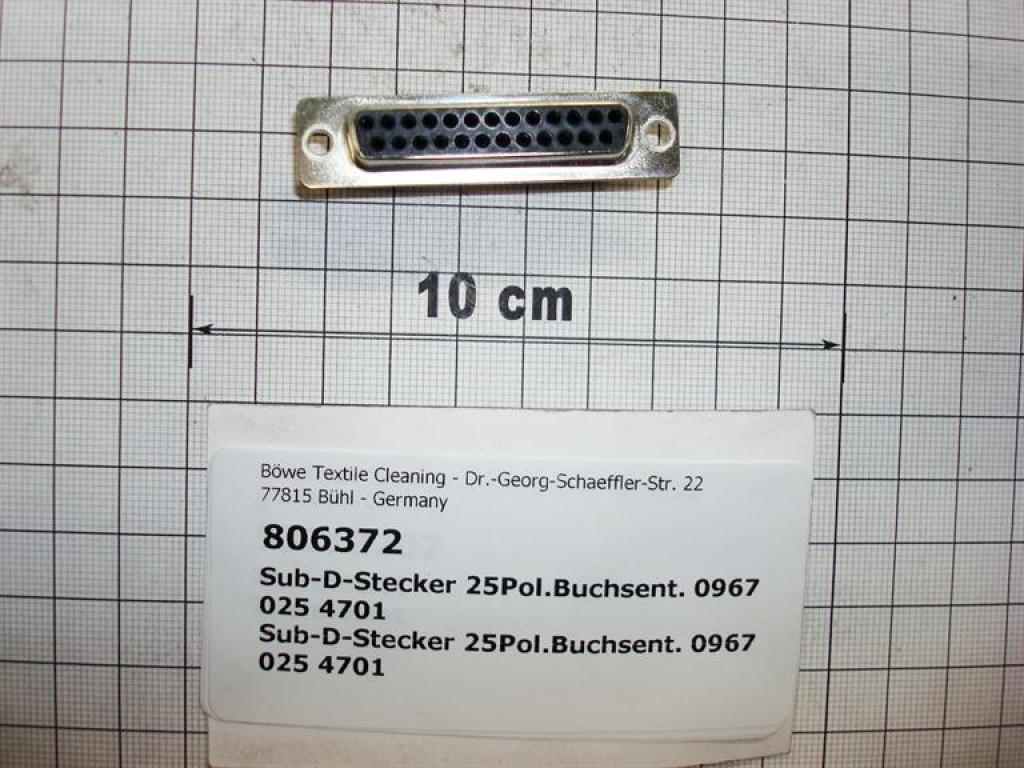 10 cm
Böwe Textile Cleaning - Dr.-Georg-Schaeffler-Str. 22
77815 Bühl - Germany
806372
Sub-D-Stecker 25Pol.Buchsent. 0967
025 4701
Sub-D-Stecker 25Pol.Buchsent. 0967
025 4701